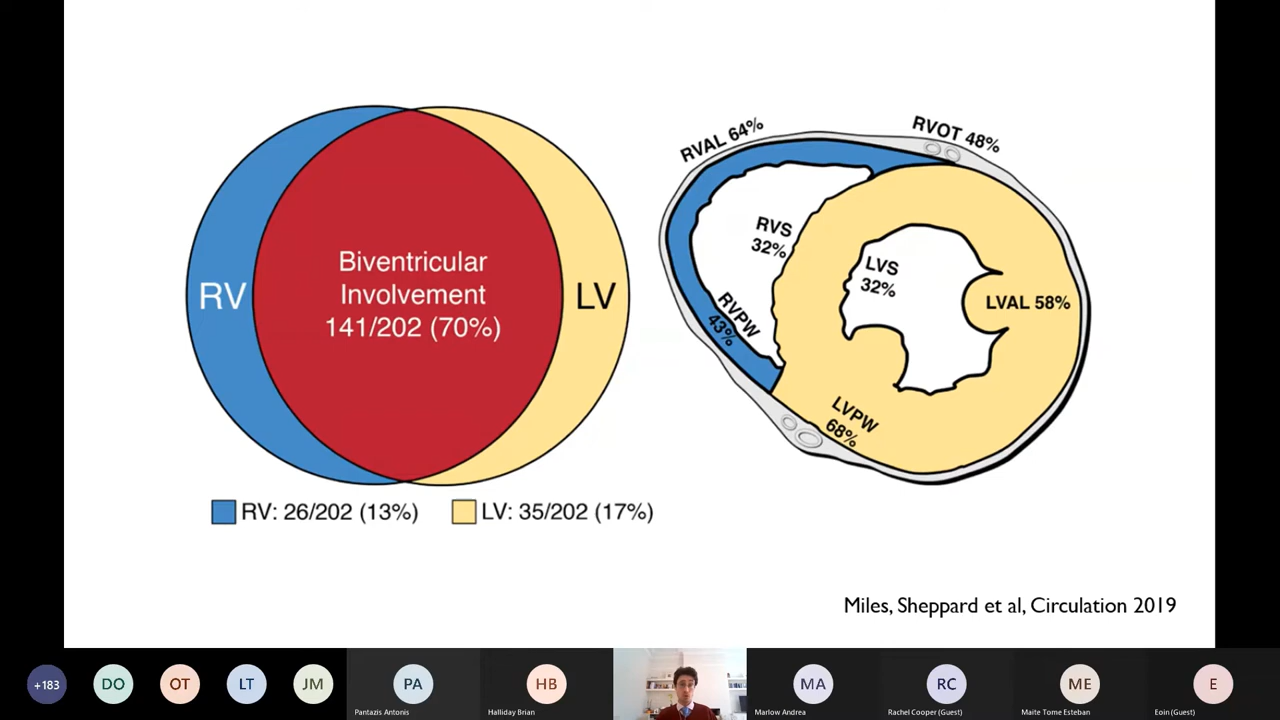 RV
Biventricular
Involvement
141/202 (70%)
LV
RV: 26/202 (13%)
LV: 35/202 (17%)
RVAL 64%
RVOT 48%
RVS
32%
LVS
32%
LVAL 58%
RVPW
43%
LVPW
68%
Miles, Sheppard et al, Circulation 2019
+183
DO
OT
LT
JM
PA
Pantazis Antonis
HB
Halliday Brian
MA
Marlow Andrea
RC
Rachel Cooper (Guest)
ME
Maite Tome Esteban
E
Eoin (Guest)